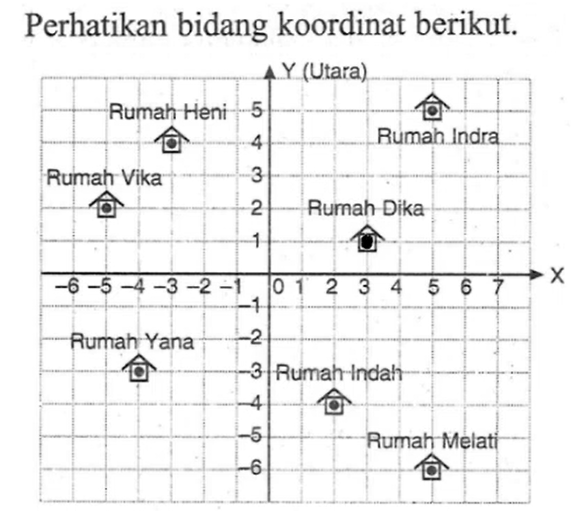 Perhatikan bidang koordinat berikut.
Y (Utara)
Rumah Heni
5
Rumah Indra
4
Rumah Vika
3
Rumah Dika
2
1
-6 -5 -4 -3 -2 -1 0 1 2 3 4 5 6 7 X
-1
Rumah Yana
-2
-3
Rumah Indah
-4
-5
Rumah Melati
-6